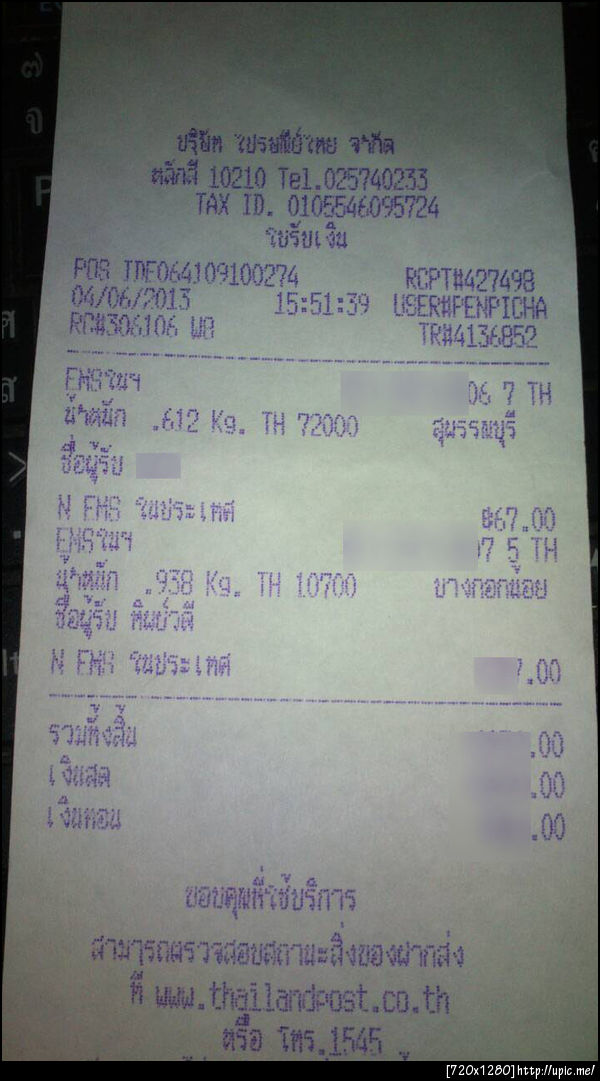 บริษัท ไปรษณีย์ไทย จำกัด
หลักสี่ 10210 Tel.025740233
TAX ID. 0105546095724
ใบรับเงิน
POS IDE064109100274 RCPT#427498
04/06/2013 15:51:39 USER#PENPICHA
RC#306106 W8 TR#4136852
EMSในฯ 06 7 TH
น้ำหนัก .612 Kg. TH 72000 สุพรรณบุรี
ชื่อผู้รับ
N EMS ในประเทศ ฿67.00
EMSในฯ 07 5 TH
น้ำหนัก .938 Kg. TH 10700 บางกอกน้อย
ชื่อผู้รับ ทิพย์วดี
N EMS ในประเทศ 7.00
รวมทั้งสิ้น .00
เงินสด .00
เงินทอน .00
ขอบคุณที่ใช้บริการ
สามารถตรวจสอบสถานะสิ่งของฝากส่ง
ที่ www.thailandpost.co.th
หรือ โทร.1545
[720x1280]http://upic.me/